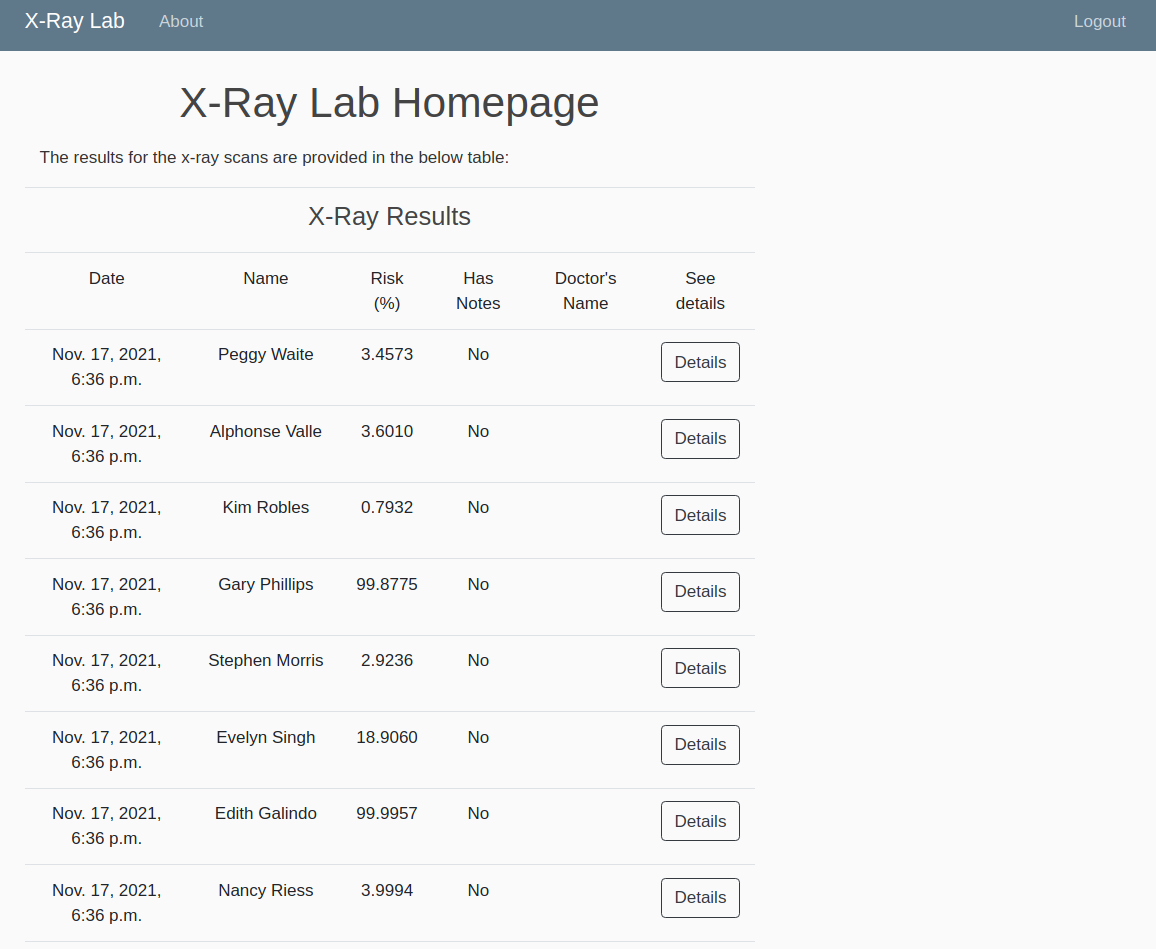 X-Ray Lab About Logout
X-Ray Lab Homepage
The results for the x-ray scans are provided in the below table:
X-Ray Results
Date Name Risk Has Doctor's See
(%) Notes Name details
Nov. 17, 2021, Peggy Waite 3.4573 No Details
6:36 p.m.
Nov. 17, 2021, Alphonse Valle 3.6010 No Details
6:36 p.m.
Nov. 17, 2021, Kim Robles 0.7932 No Details
6:36 p.m.
Nov. 17, 2021, Gary Phillips 99.8775 No Details
6:36 p.m.
Nov. 17, 2021, Stephen Morris 2.9236 No Details
6:36 p.m.
Nov. 17, 2021, Evelyn Singh 18.9060 No Details
6:36 p.m.
Nov. 17, 2021, Edith Galindo 99.9957 No Details
6:36 p.m.
Nov. 17, 2021, Nancy Riess 3.9994 No Details
6:36 p.m.